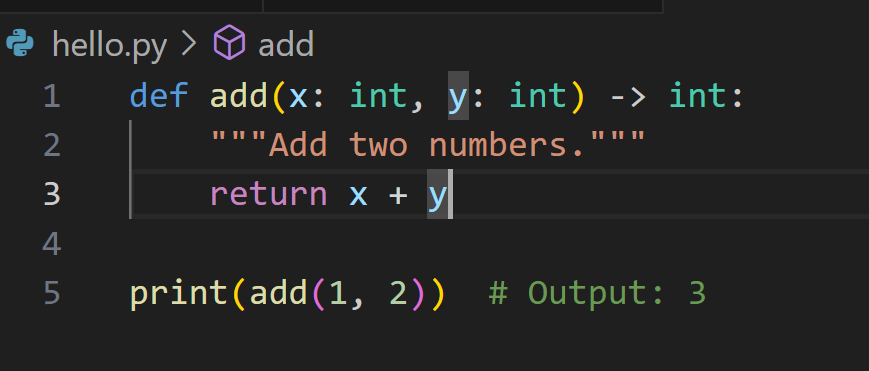 hello.py > add
1 def add(x: int, y: int) -> int:
2     """Add two numbers."""
3     return x + y
4
5 print(add(1, 2))  # Output: 3